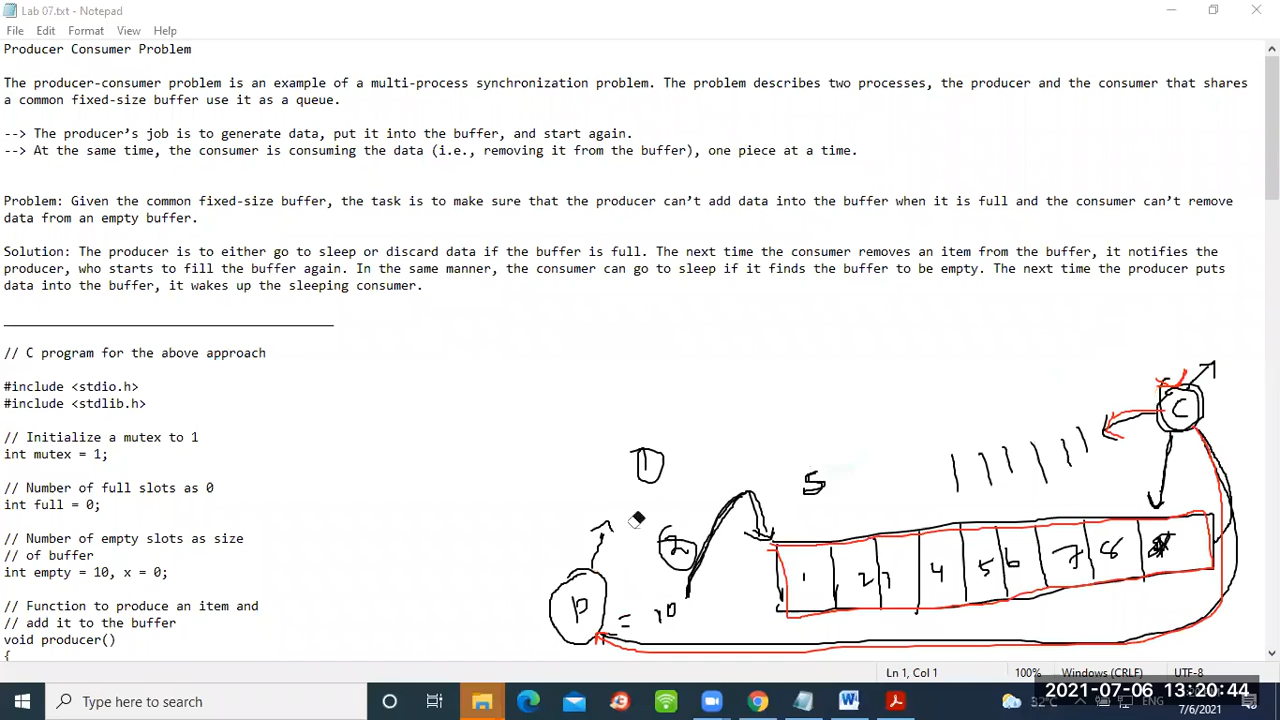 Lab 07.txt - Notepad
File Edit Format View Help
Producer Consumer Problem
The producer-consumer problem is an example of a multi-process synchronization problem. The problem describes two processes, the producer and the consumer that shares
a common fixed-size buffer use it as a queue.
--> The producer’s job is to generate data, put it into the buffer, and start again.
--> At the same time, the consumer is consuming the data (i.e., removing it from the buffer), one piece at a time.
Problem: Given the common fixed-size buffer, the task is to make sure that the producer can’t add data into the buffer when it is full and the consumer can’t remove
data from an empty buffer.
Solution: The producer is to either go to sleep or discard data if the buffer is full. The next time the consumer removes an item from the buffer, it notifies the
producer, who starts to fill the buffer again. In the same manner, the consumer can go to sleep if it finds the buffer to be empty. The next time the producer puts
data into the buffer, it wakes up the sleeping consumer.
// C program for the above approach
#include <stdio.h>
#include <stdlib.h>
// Initialize a mutex to 1
int mutex = 1;
// Number of full slots as 0
int full = 0;
// Number of empty slots as size
// of buffer
int empty = 10, x = 0;
// Function to produce an item and
// add it to the buffer
void producer()
{
C
1
S
2
1 2 3 4 5 6 7 8
P = 10
Ln 1, Col 1 100% Windows (CRLF) UTF-8
Type here to search
32°C ENG
2021-07-06 13:20:44
7/6/2021